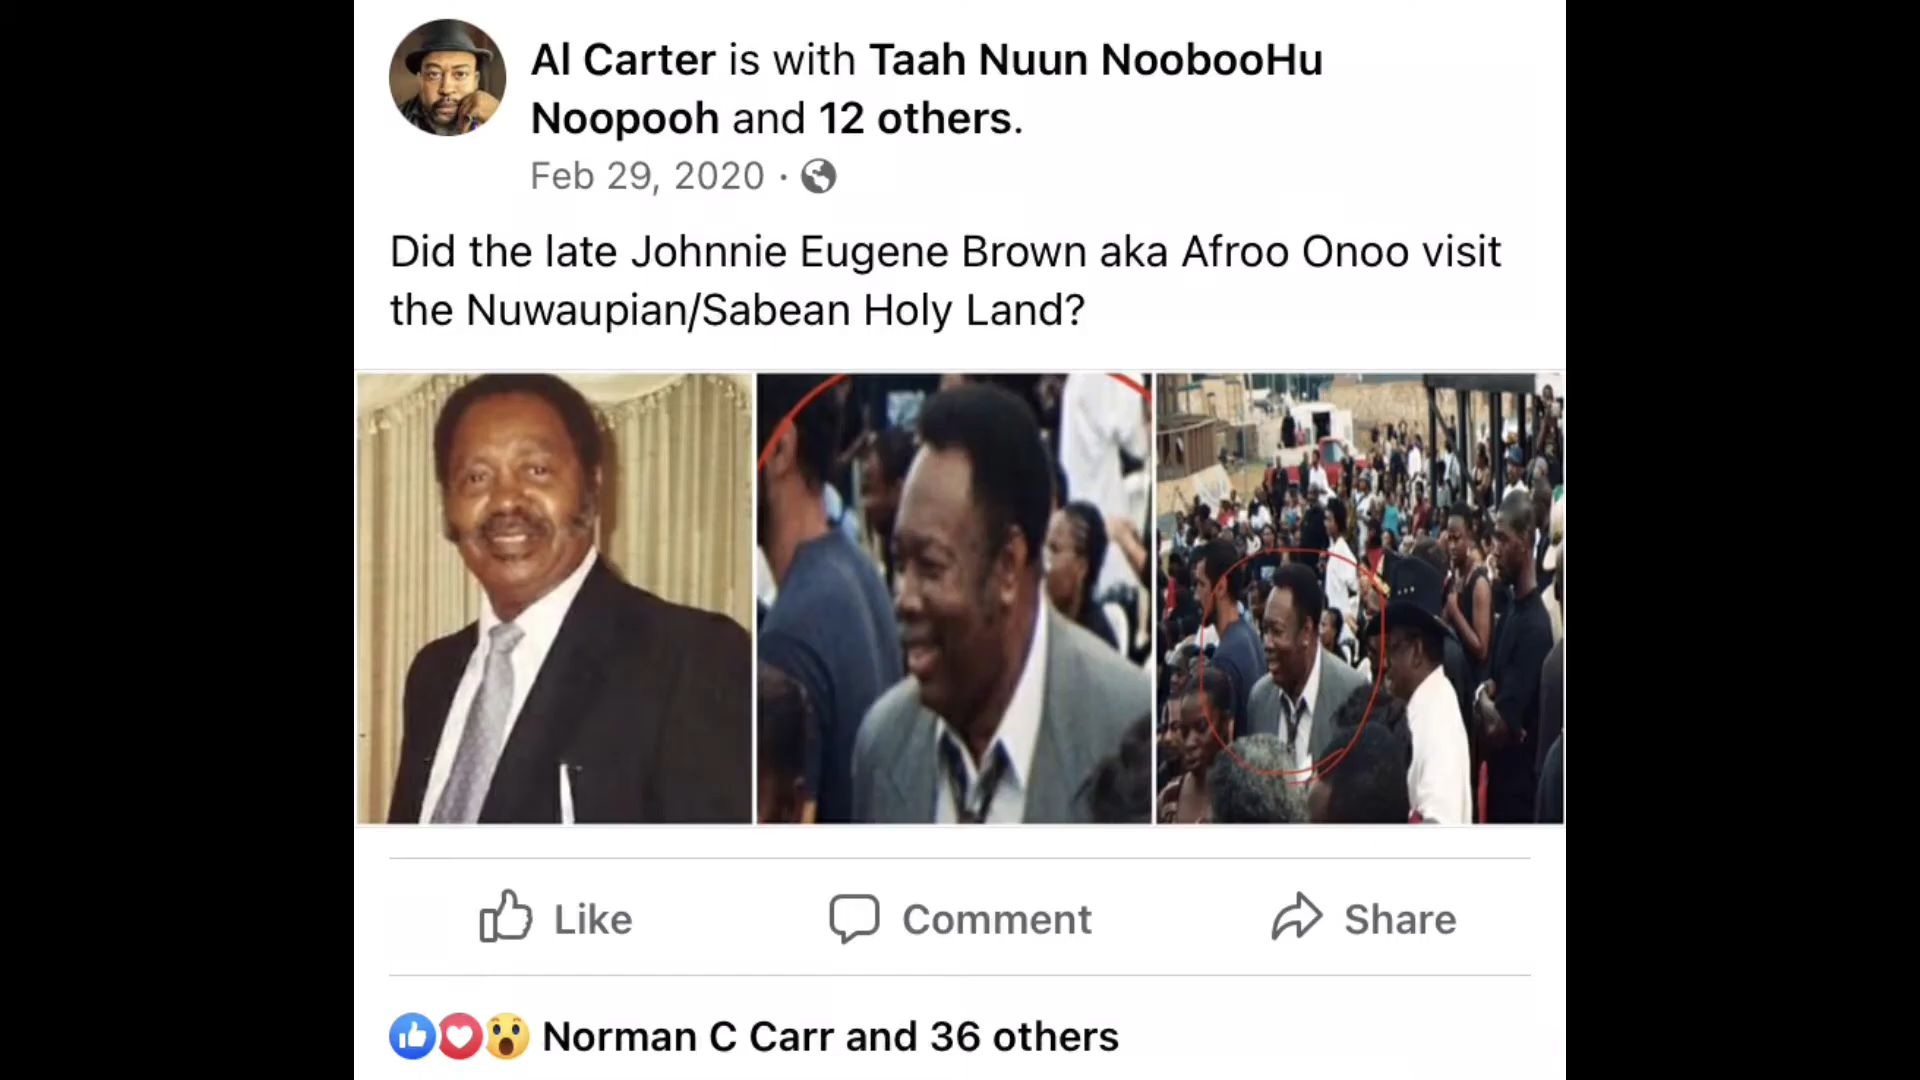 Al Carter is with Taah Nuun NoobooHu
Noopooh and 12 others.
Feb 29, 2020 ·
Did the late Johnnie Eugene Brown aka Afroo Onoo visit
the Nuwaupian/Sabean Holy Land?
Like
Comment
Share
Norman C Carr and 36 others